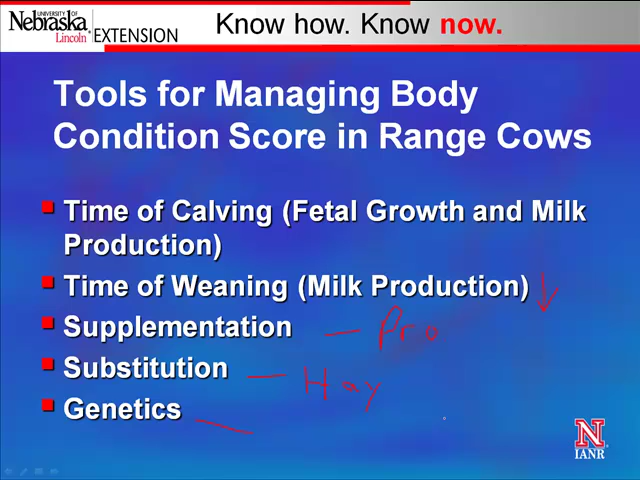 UNIVERSITY OF
Nebraska
Lincoln
EXTENSION
Know how. Know now.
Tools for Managing Body
Condition Score in Range Cows
Time of Calving (Fetal Growth and Milk
Production)
Time of Weaning (Milk Production)
Supplementation
Pro
Substitution
Hay
Genetics
N
IANR